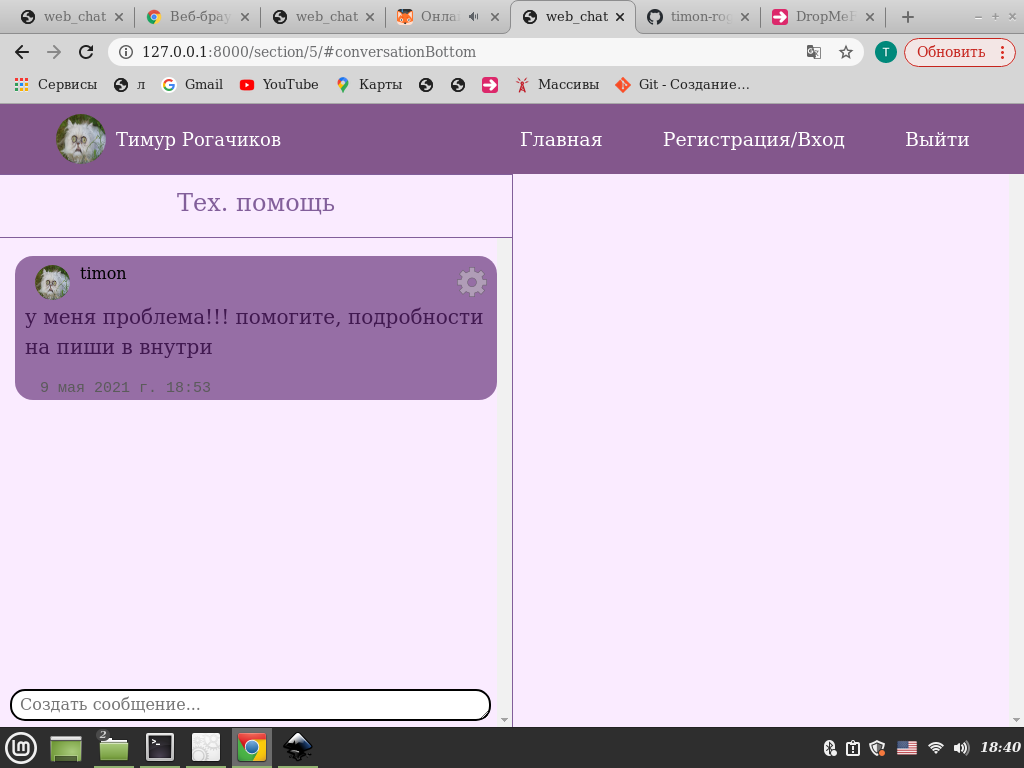 web_chat
Веб-брау
web_chat
Онлаі
web_chat
timon-rog
DropMeF
127.0.0.1:8000/section/5/#conversationBottom
T
Обновить
Сервисы
л
Gmail
YouTube
Карты
Массивы
Git - Создание...
Тимур Рогачиков
Главная
Регистрация/Вход
Выйти
Тех. помощь
timon
у меня проблема!!! помогите, подробности
на пиши в внутри
9 мая 2021 г. 18:53
Создать сообщение...
2
18:40